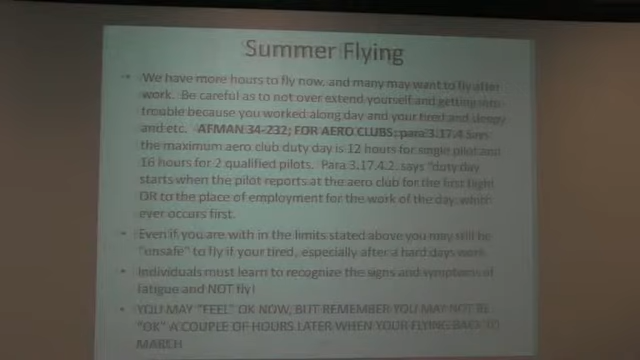 Summer Flying
• We have more hours to fly now, and many may want to fly after
work. Be careful as to not over extend yourself and getting into
trouble because you worked along day and your tired and sleepy
and etc. AFMAN 34-232; FOR AERO CLUBS: para 3.17.4 says
the maximum aero club duty day is 12 hours for single pilot and
16 hours for 2 qualified pilots. Para 3.17.4.2. says "duty day
starts when the pilot reports at the aero club for the first flight
OR to the place of employment for the work of the day, which
ever occurs first.
• Even if you are with in the limits stated above you may still be
"unsafe" to fly if your tired, especially after a hard days work.
• Individuals must learn to recognize the signs and symptoms of
fatigue and NOT fly!
• YOU MAY "FEEL" OK NOW, BUT REMEMBER YOU MAY NOT BE
"OK" A COUPLE OF HOURS LATER WHEN YOUR FLYING BACK TO
MARCH